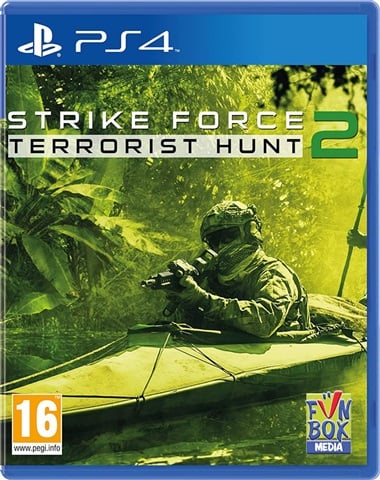 PS4
STRIKE FORCE 2
TERRORIST HUNT
16
www.pegi.info
FUN
BOX
MEDIA